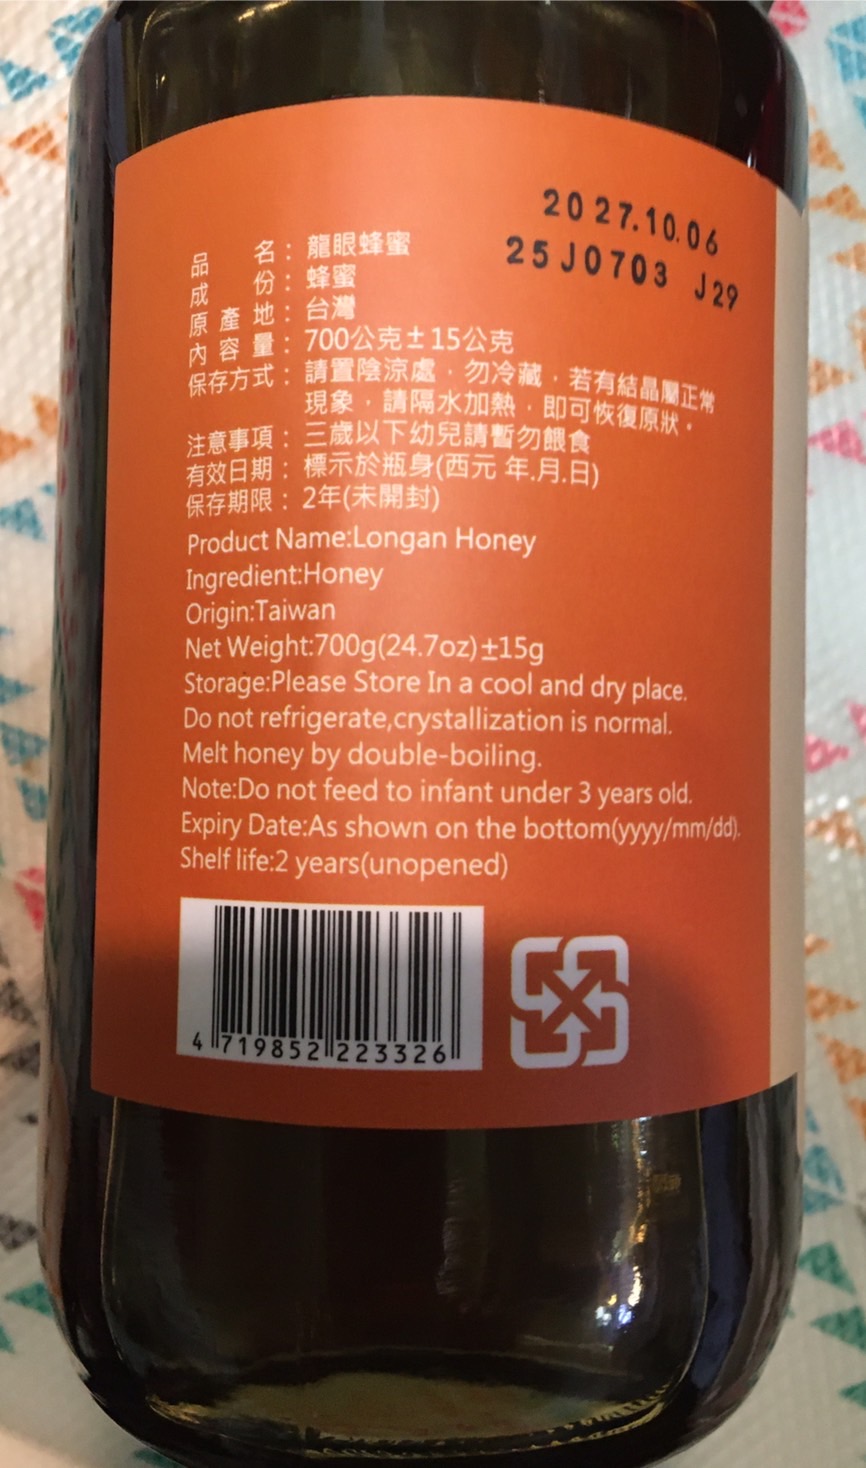 2027.10.06
25J0703 J29
品名：龍眼蜂蜜
成份：蜂蜜
原產地：台灣
內容量：700公克±15公克
保存方式：請置陰涼處，勿冷藏，若有結晶屬正常
現象，請隔水加熱，即可恢復原狀。
注意事項：三歲以下幼兒請暫勿餵食
有效日期：標示於瓶身(西元 年.月.日)
保存期限：2年(未開封)
Product Name:Longan Honey
Ingredient:Honey
Origin:Taiwan
Net Weight:700g(24.7oz)±15g
Storage:Please Store In a cool and dry place.
Do not refrigerate,crystallization is normal.
Melt honey by double-boiling.
Note:Do not feed to infant under 3 years old.
Expiry Date:As shown on the bottom(yyyy/mm/dd).
Shelf life:2 years(unopened)
4 719852 223326